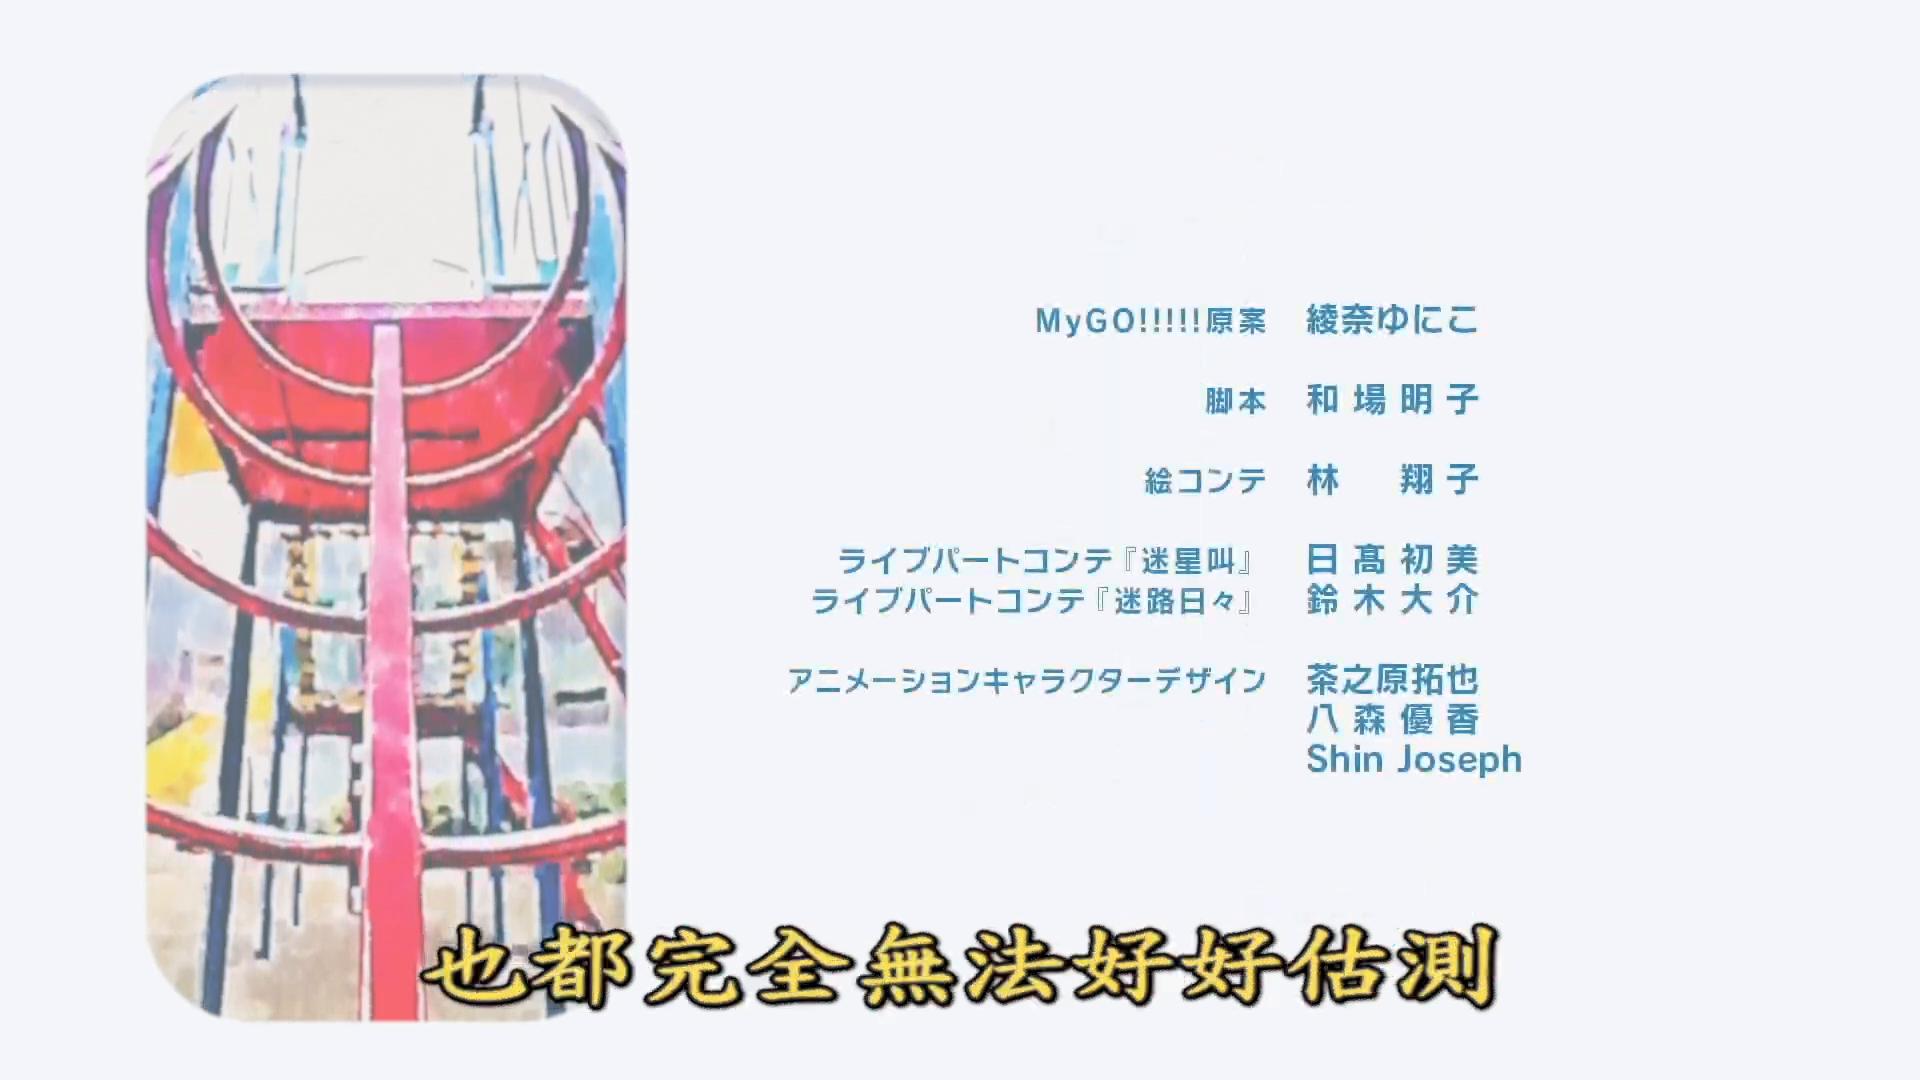 MyGO!!!!!原案 綾奈ゆにこ
脚本 和場明子
絵コンテ 林 翔子
ライブパートコンテ『迷星叫』 日髙初美
ライブパートコンテ『迷路日々』 鈴木大介
アニメーションキャラクターデザイン 茶之原拓也
八森優香
Shin Joseph
也都完全無法好好估測